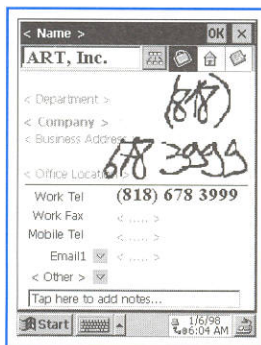 < Name > OK ×
ART, Inc.
< Department > (818)
< Company >
< Business Address
678 3999
< Office Location >
Work Tel (818) 678 3999
Work Fax < ..... >
Mobile Tel < ..... >
Email1 < ..... >
< Other >
Tap here to add notes...
Start 1/6/98
6:04 AM